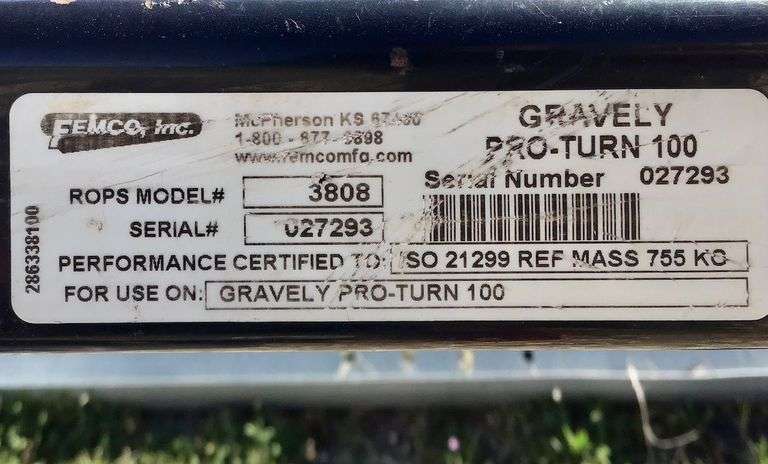 FEMCO, Inc.
McPherson KS
1-800-
www.femcomfg.com
GRAVELY
PRO-TURN 100
Serial Number 027293
ROPS MODEL# 3808
SERIAL# 027293
PERFORMANCE CERTIFIED TO: ISO 21299 REF MASS 755 KG
FOR USE ON: GRAVELY PRO-TURN 100
286338100